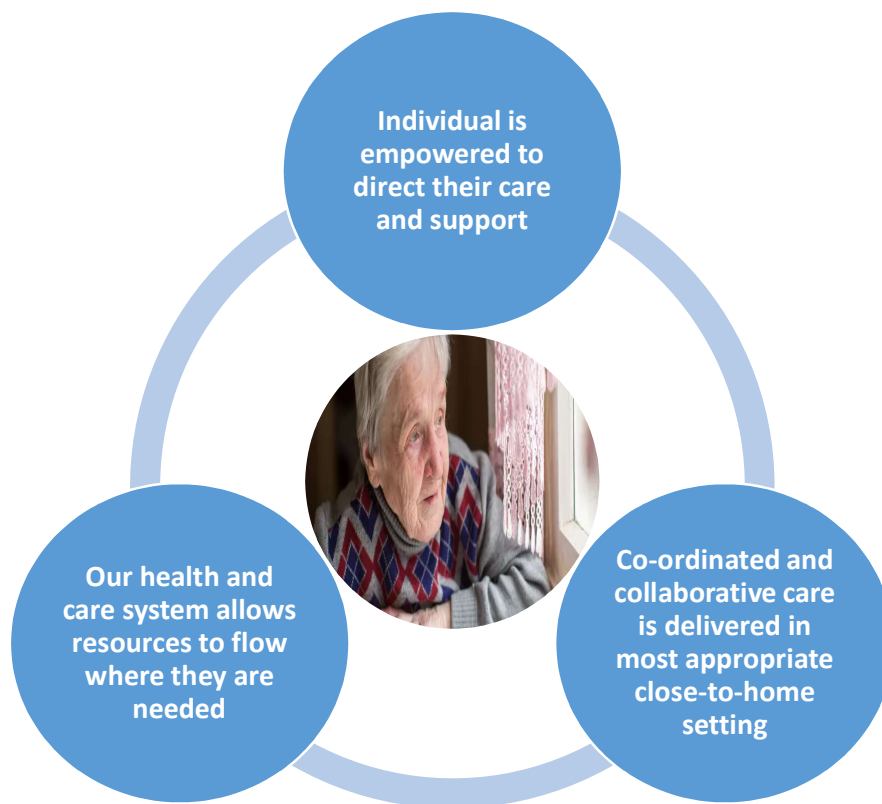 Individual is
empowered to
direct their care
and support
Our health and
care system allows
resources to flow
where they are
needed
Co-ordinated and
collaborative care
is delivered in
most appropriate
close-to-home
setting